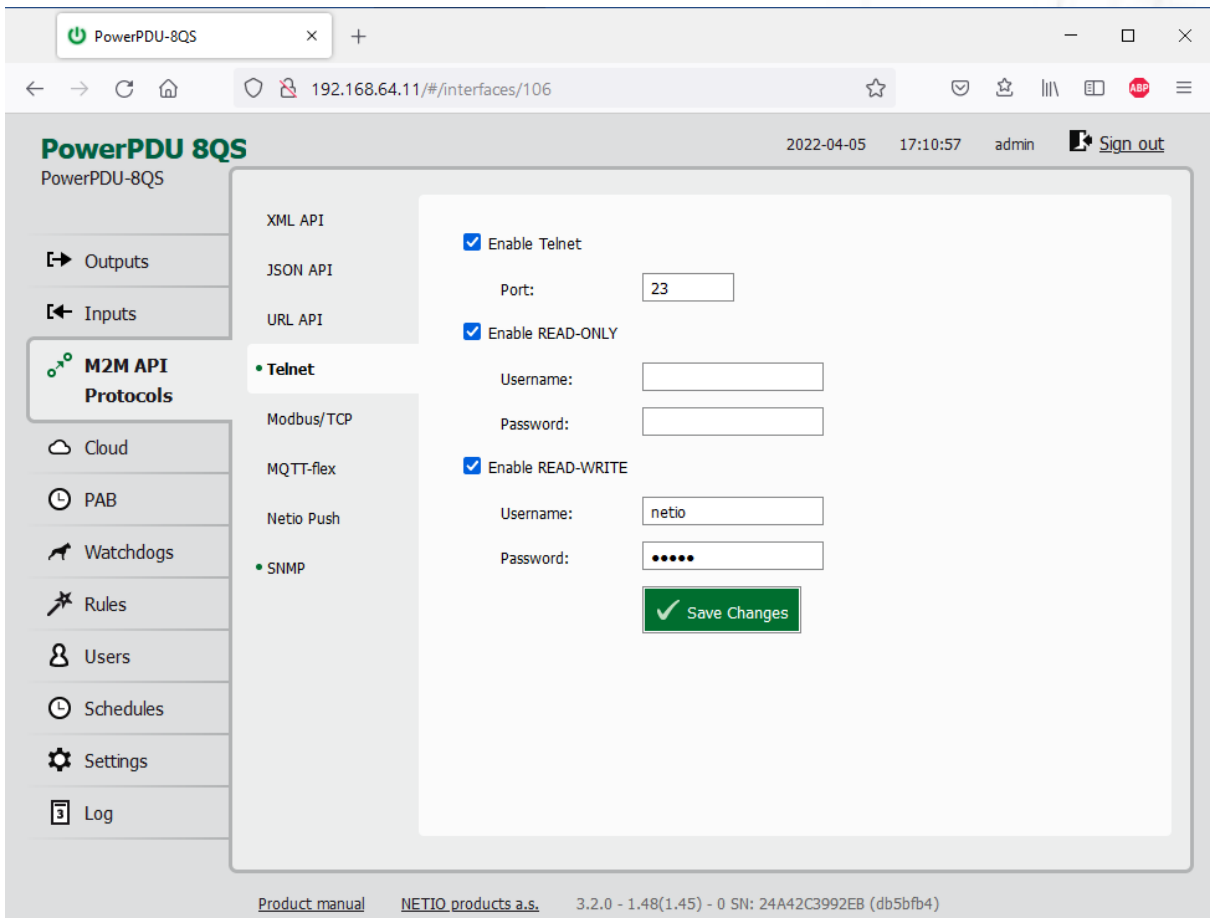 PowerPDU-8QS
192.168.64.11/#/interfaces/106
ABP
PowerPDU 8QS
PowerPDU-8QS
2022-04-05 17:10:57 admin Sign out
Outputs
Inputs
M2M API
Protocols
Cloud
PAB
Watchdogs
Rules
Users
Schedules
Settings
3
Log
XML API
JSON API
URL API
• Telnet
Modbus/TCP
MQTT-flex
Netio Push
• SNMP
Enable Telnet
Port: 23
Enable READ-ONLY
Username:
Password:
Enable READ-WRITE
Username: netio
Password: •••••
Save Changes
Product manual NETIO products a.s. 3.2.0 - 1.48(1.45) - 0 SN: 24A42C3992EB (db5bfb4)